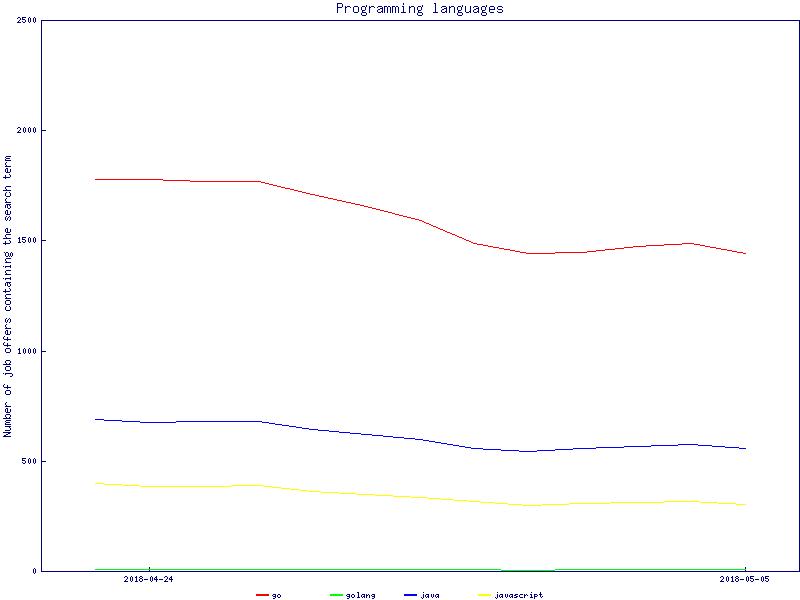 Programming languages
2500
2000
1500
1000
500
0
Number of job offers containing the search term
2018-04-24 2018-05-05
go golang java javascript